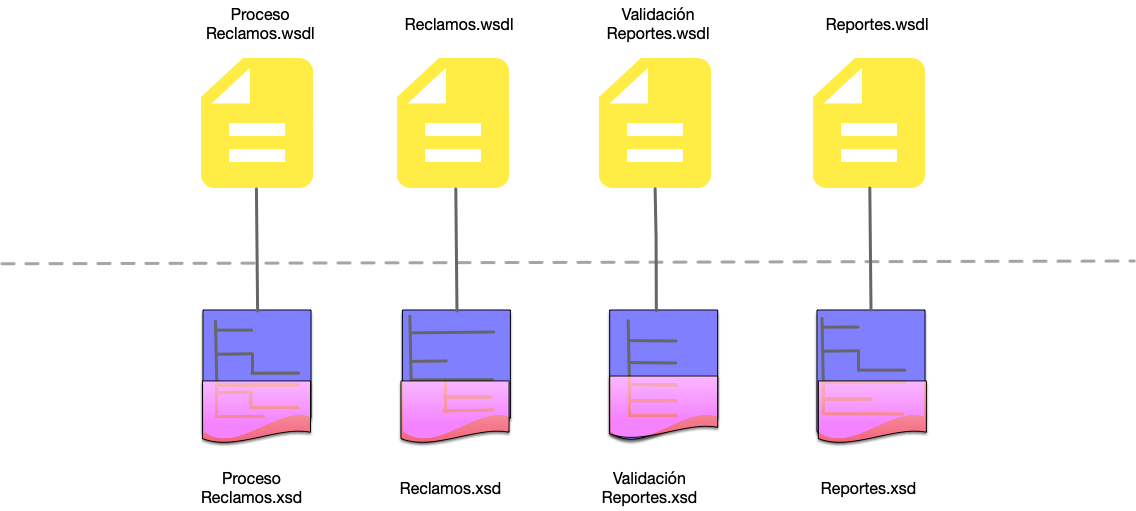 Proceso
Reclamos.wsdl
Reclamos.wsdl
Validación
Reportes.wsdl
Reportes.wsdl
Proceso
Reclamos.xsd
Reclamos.xsd
Validación
Reportes.xsd
Reportes.xsd